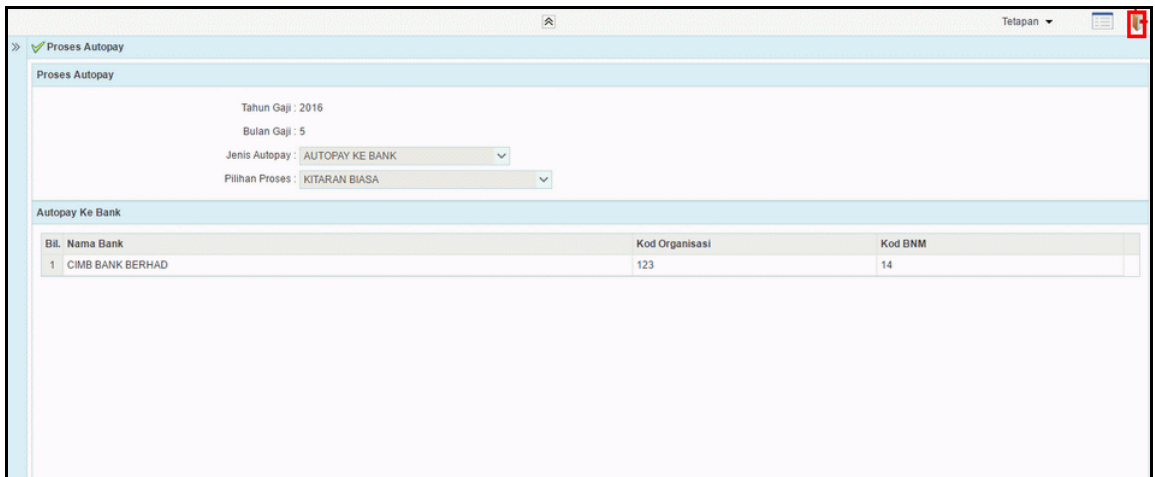 Tetapan
Proses Autopay
Proses Autopay
Tahun Gaji : 2016
Bulan Gaji : 5
Jenis Autopay : AUTOPAY KE BANK
Pilihan Proses : KITARAN BIASA
Autopay Ke Bank
Bil. Nama Bank Kod Organisasi Kod BNM
1 CIMB BANK BERHAD 123 14